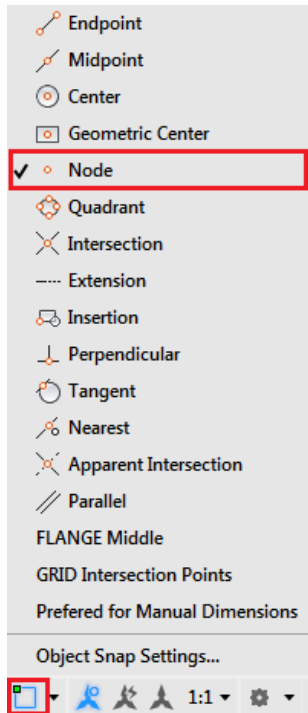 Endpoint
Midpoint
Center
Geometric Center
Node
Quadrant
Intersection
Extension
Insertion
Perpendicular
Tangent
Nearest
Apparent Intersection
Parallel
FLANGE Middle
GRID Intersection Points
Prefered for Manual Dimensions
Object Snap Settings...
1:1